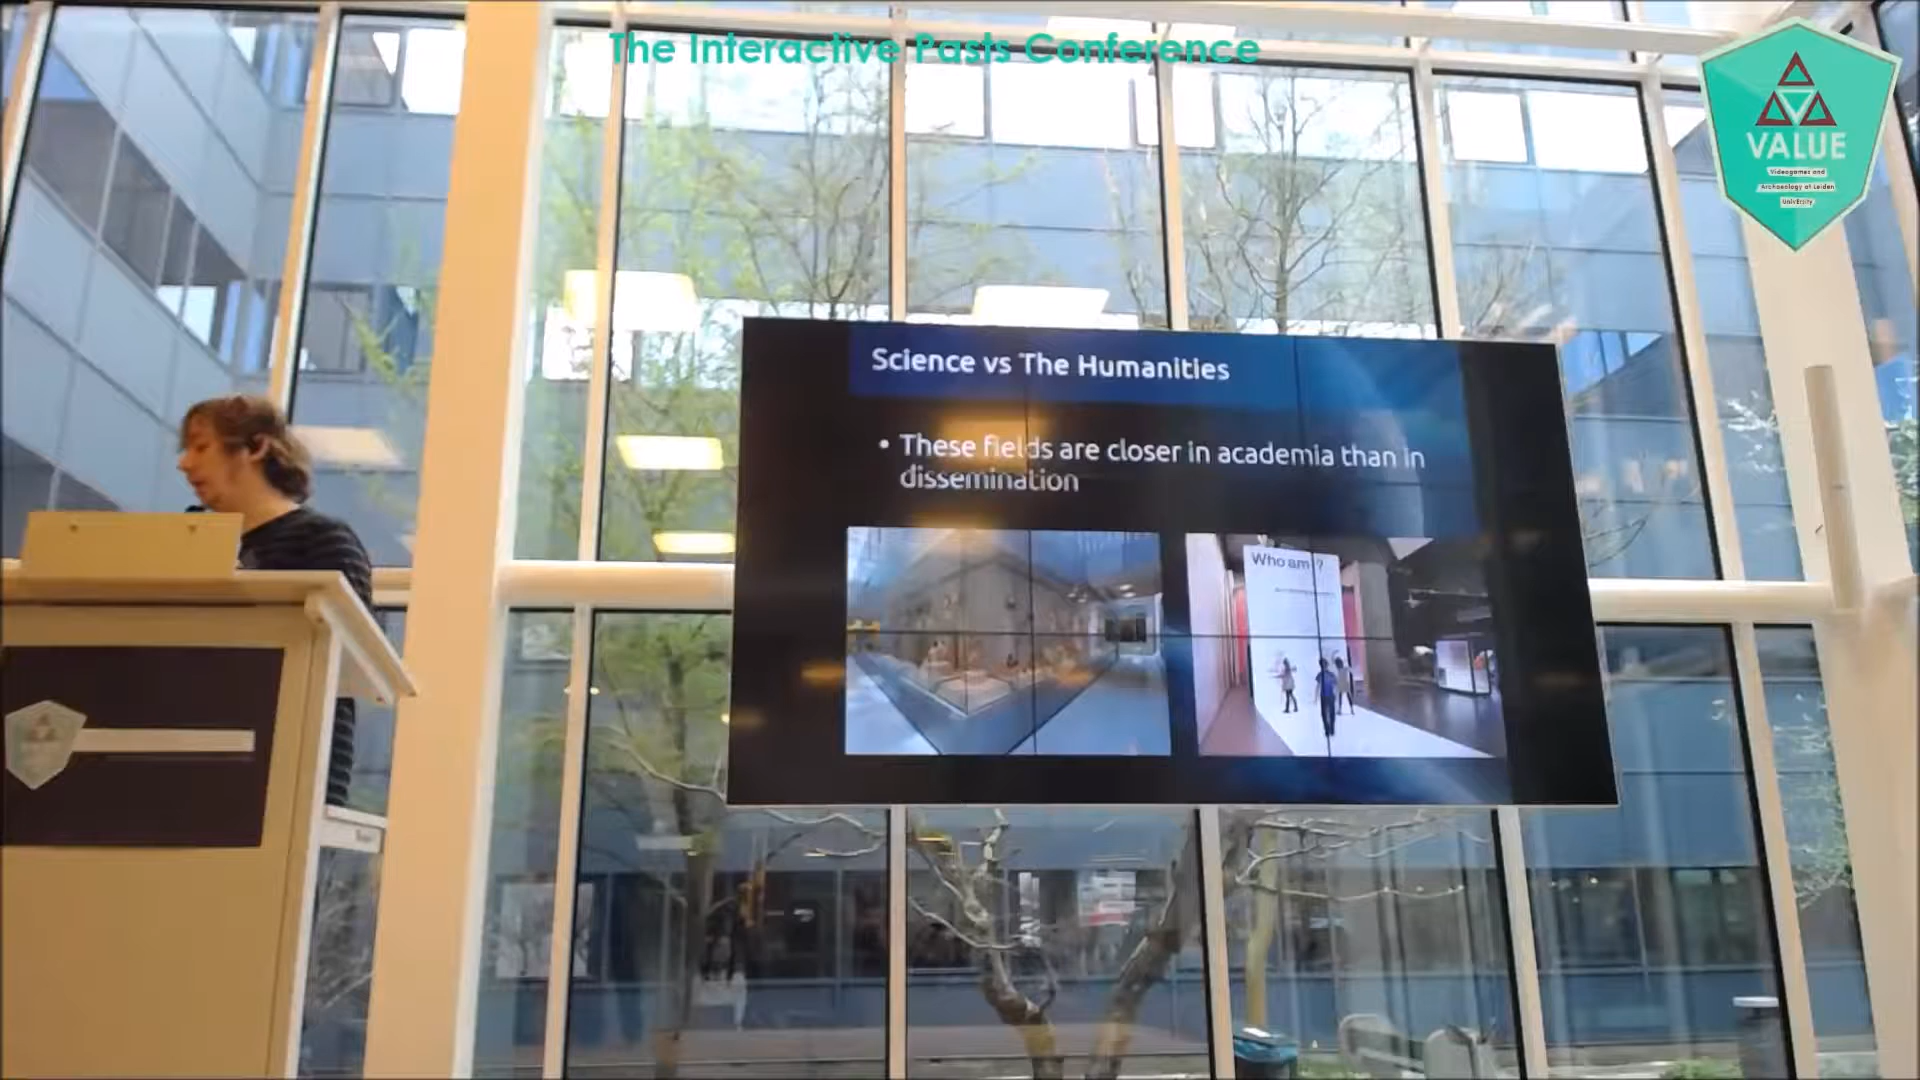 The Interactive Pasts Conference
VALUE
Videogames and
Archaeology at Leiden
University
Science vs The Humanities
• These fields are closer in academia than in
dissemination
Who am I?